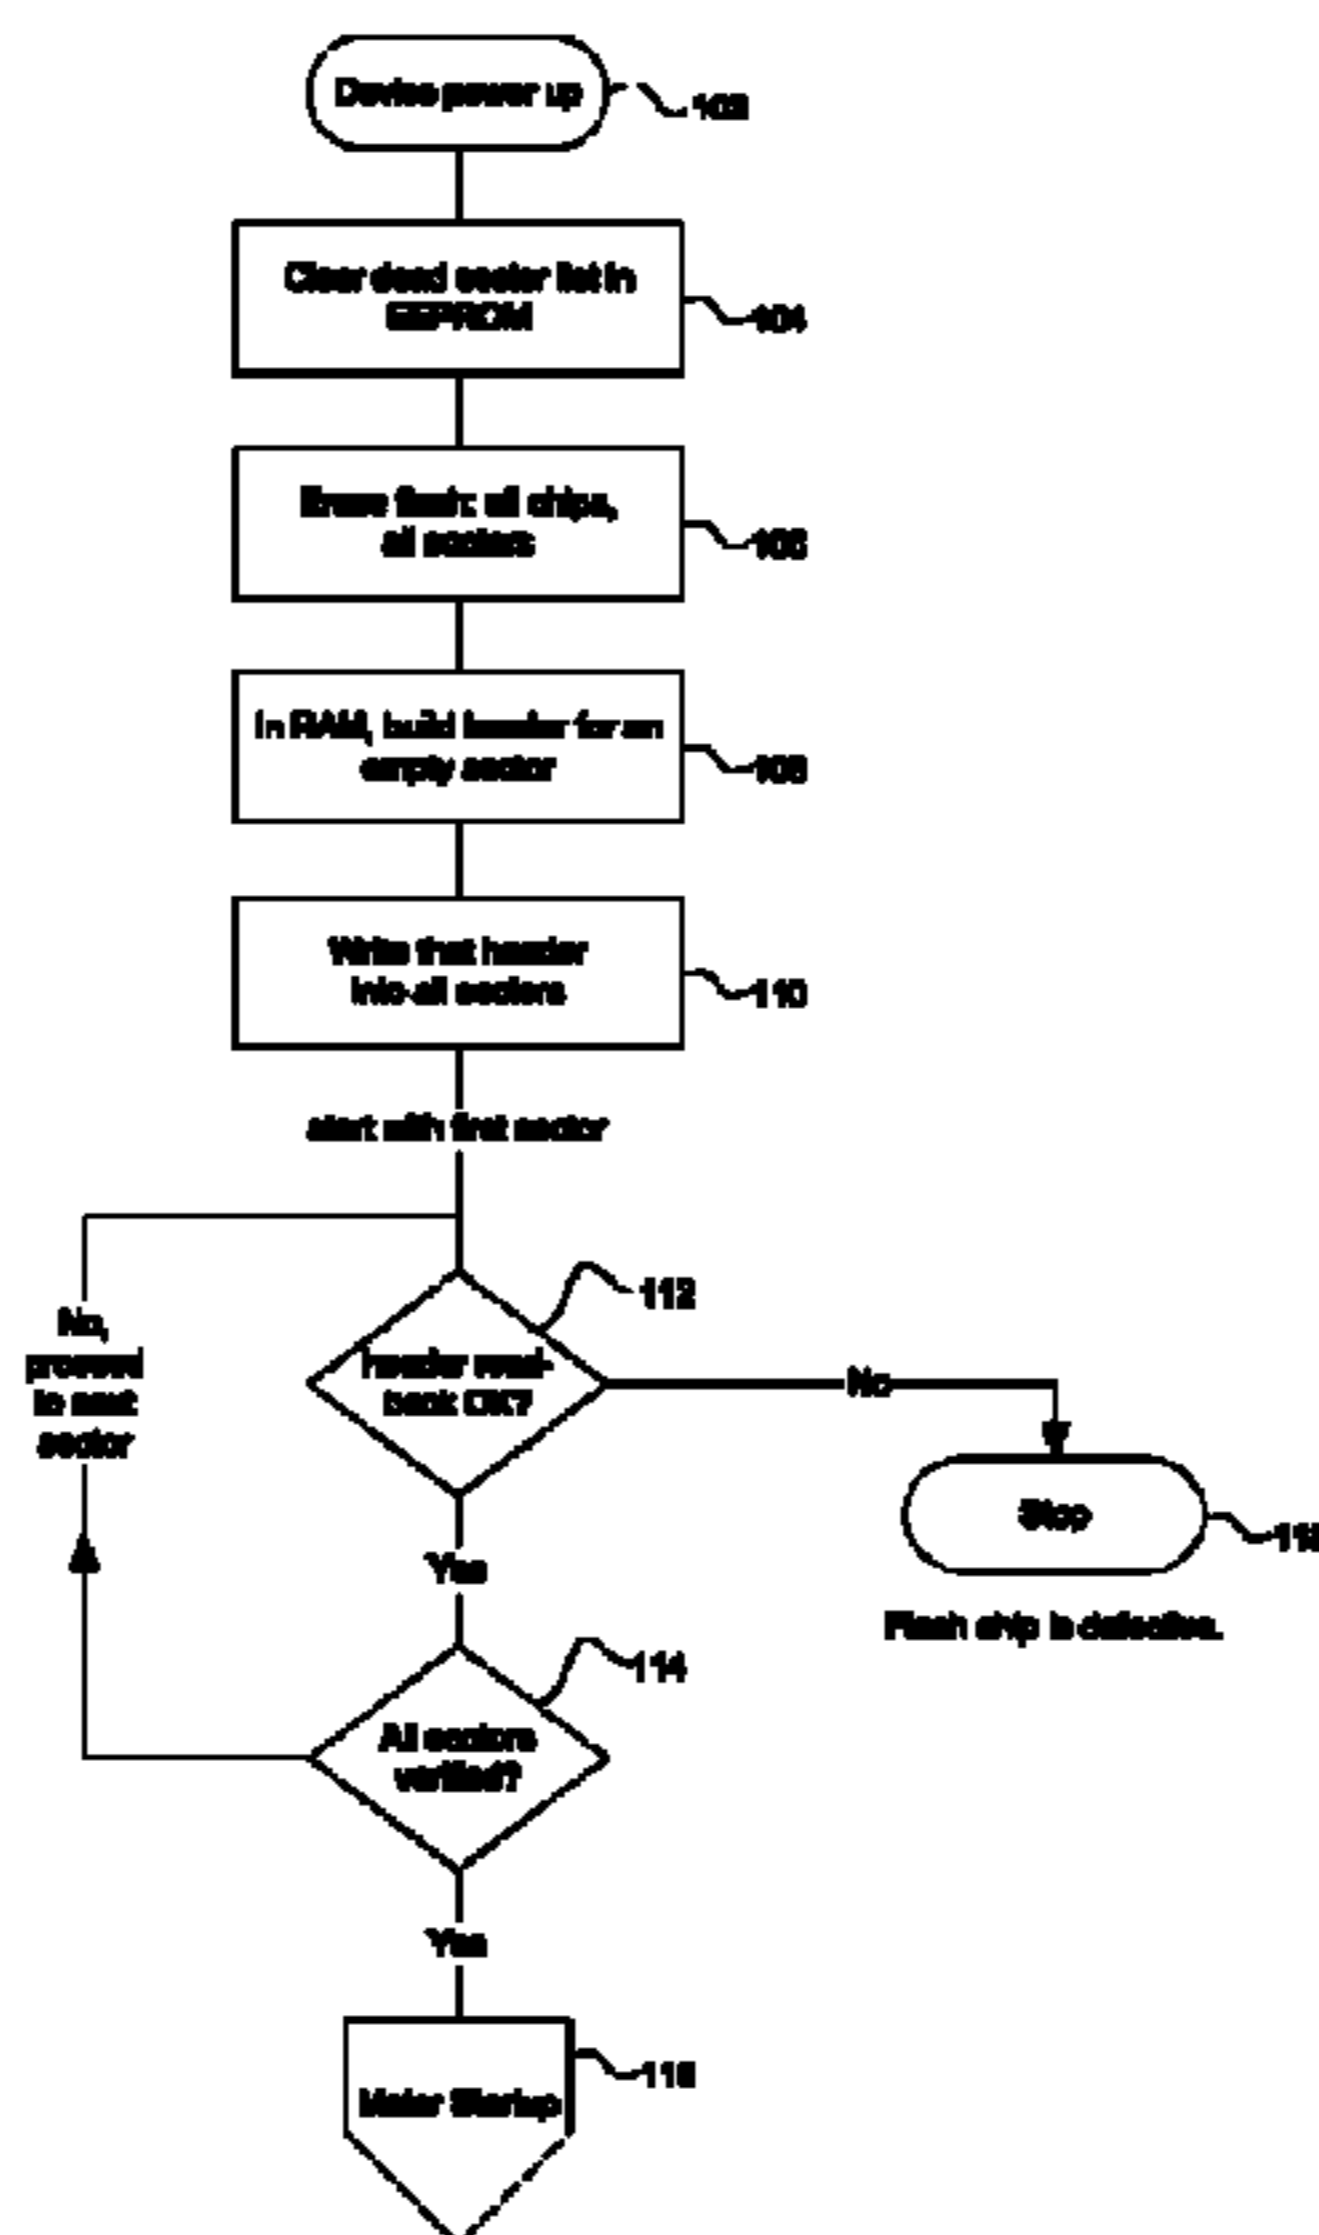 Device power up
102
Clear dead sector list in
EEPROM
104
Erase flash: all chips,
all sectors
106
In RAM, build header for an
empty sector
108
Write that header
into all sectors
110
start with first sector
112
No,
proceed
to next
sector
Header read-
back OK?
No
Stop
Yes
Flash chip is defective.
114
All sectors
verified?
Yes
116
Meter Startup